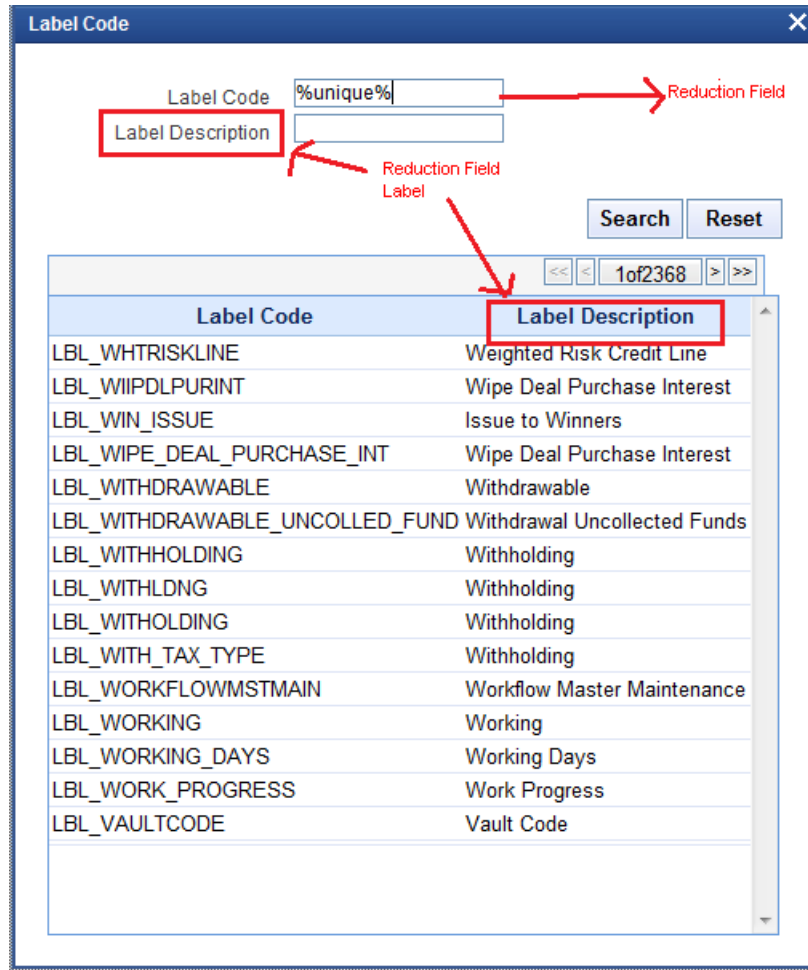 Label Code
Label Code %unique% Reduction Field
Label Description
Reduction Field
Label
Search Reset
<< < 1of2368 > >>
Label Code Label Description
LBL_WHTRISKLINE Weighted Risk Credit Line
LBL_WIIPDLPURINT Wipe Deal Purchase Interest
LBL_WIN_ISSUE Issue to Winners
LBL_WIPE_DEAL_PURCHASE_INT Wipe Deal Purchase Interest
LBL_WITHDRAWABLE Withdrawable
LBL_WITHDRAWABLE_UNCOLLED_FUND Withdrawal Uncollected Funds
LBL_WITHHOLDING Withholding
LBL_WITHLDNG Withholding
LBL_WITHOLDING Withholding
LBL_WITH_TAX_TYPE Withholding
LBL_WORKFLOWMSTMAIN Workflow Master Maintenance
LBL_WORKING Working
LBL_WORKING_DAYS Working Days
LBL_WORK_PROGRESS Work Progress
LBL_VAULTCODE Vault Code